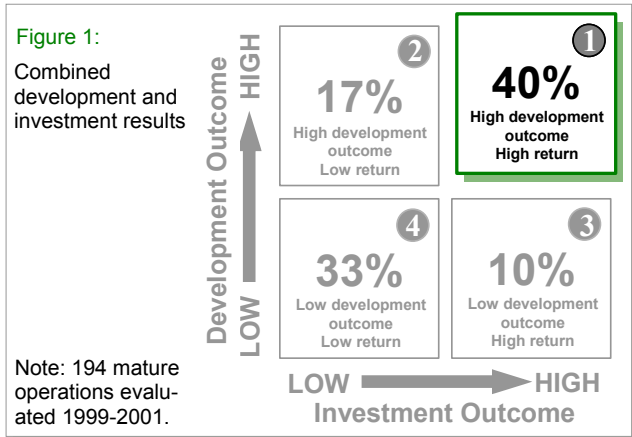 Figure 1:
Combined
development and
investment results
Note: 194 mature
operations evalu-
ated 1999-2001.
Development Outcome
LOW
HIGH
2
17%
High development
outcome
Low return
1
40%
High development
outcome
High return
4
33%
Low development
outcome
Low return
3
10%
Low development
outcome
High return
LOW
HIGH
Investment Outcome